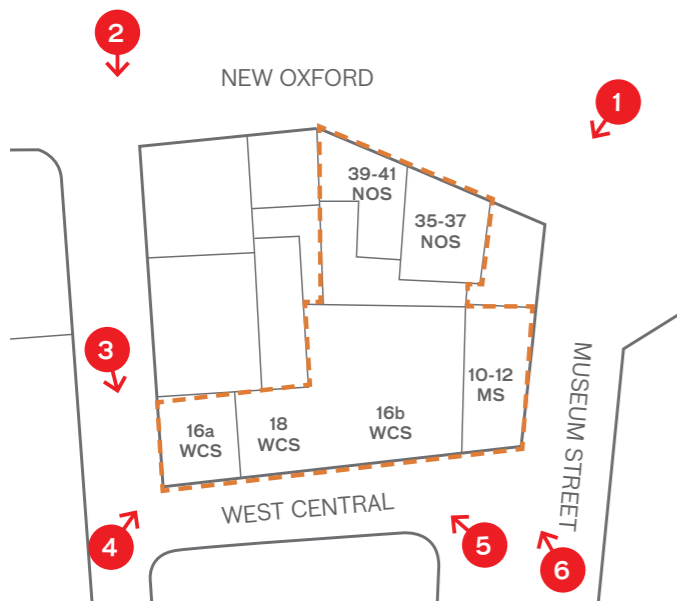 2
NEW OXFORD
1
39-41
NOS
35-37
NOS
3
MUSEUM STREET
10-12
MS
16a
WCS
18
WCS
16b
WCS
WEST CENTRAL
4
5
6